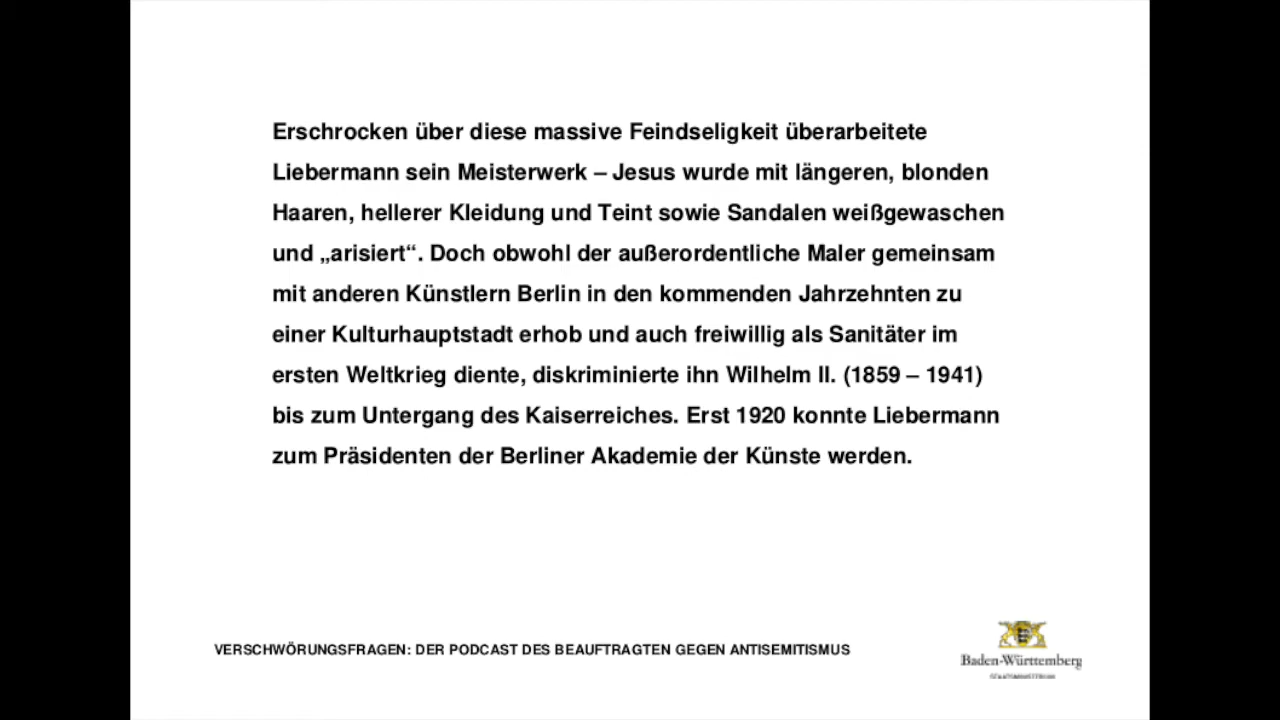 Erschrocken über diese massive Feindseligkeit überarbeitete
Liebermann sein Meisterwerk – Jesus wurde mit längeren, blonden
Haaren, hellerer Kleidung und Teint sowie Sandalen weißgewaschen
und „arisiert“. Doch obwohl der außerordentliche Maler gemeinsam
mit anderen Künstlern Berlin in den kommenden Jahrzehnten zu
einer Kulturhauptstadt erhob und auch freiwillig als Sanitäter im
ersten Weltkrieg diente, diskriminierte ihn Wilhelm II. (1859 – 1941)
bis zum Untergang des Kaiserreiches. Erst 1920 konnte Liebermann
zum Präsidenten der Berliner Akademie der Künste werden.
VERSCHWÖRUNGSFRAGEN: DER PODCAST DES BEAUFTRAGTEN GEGEN ANTISEMITISMUS
Baden-Württemberg